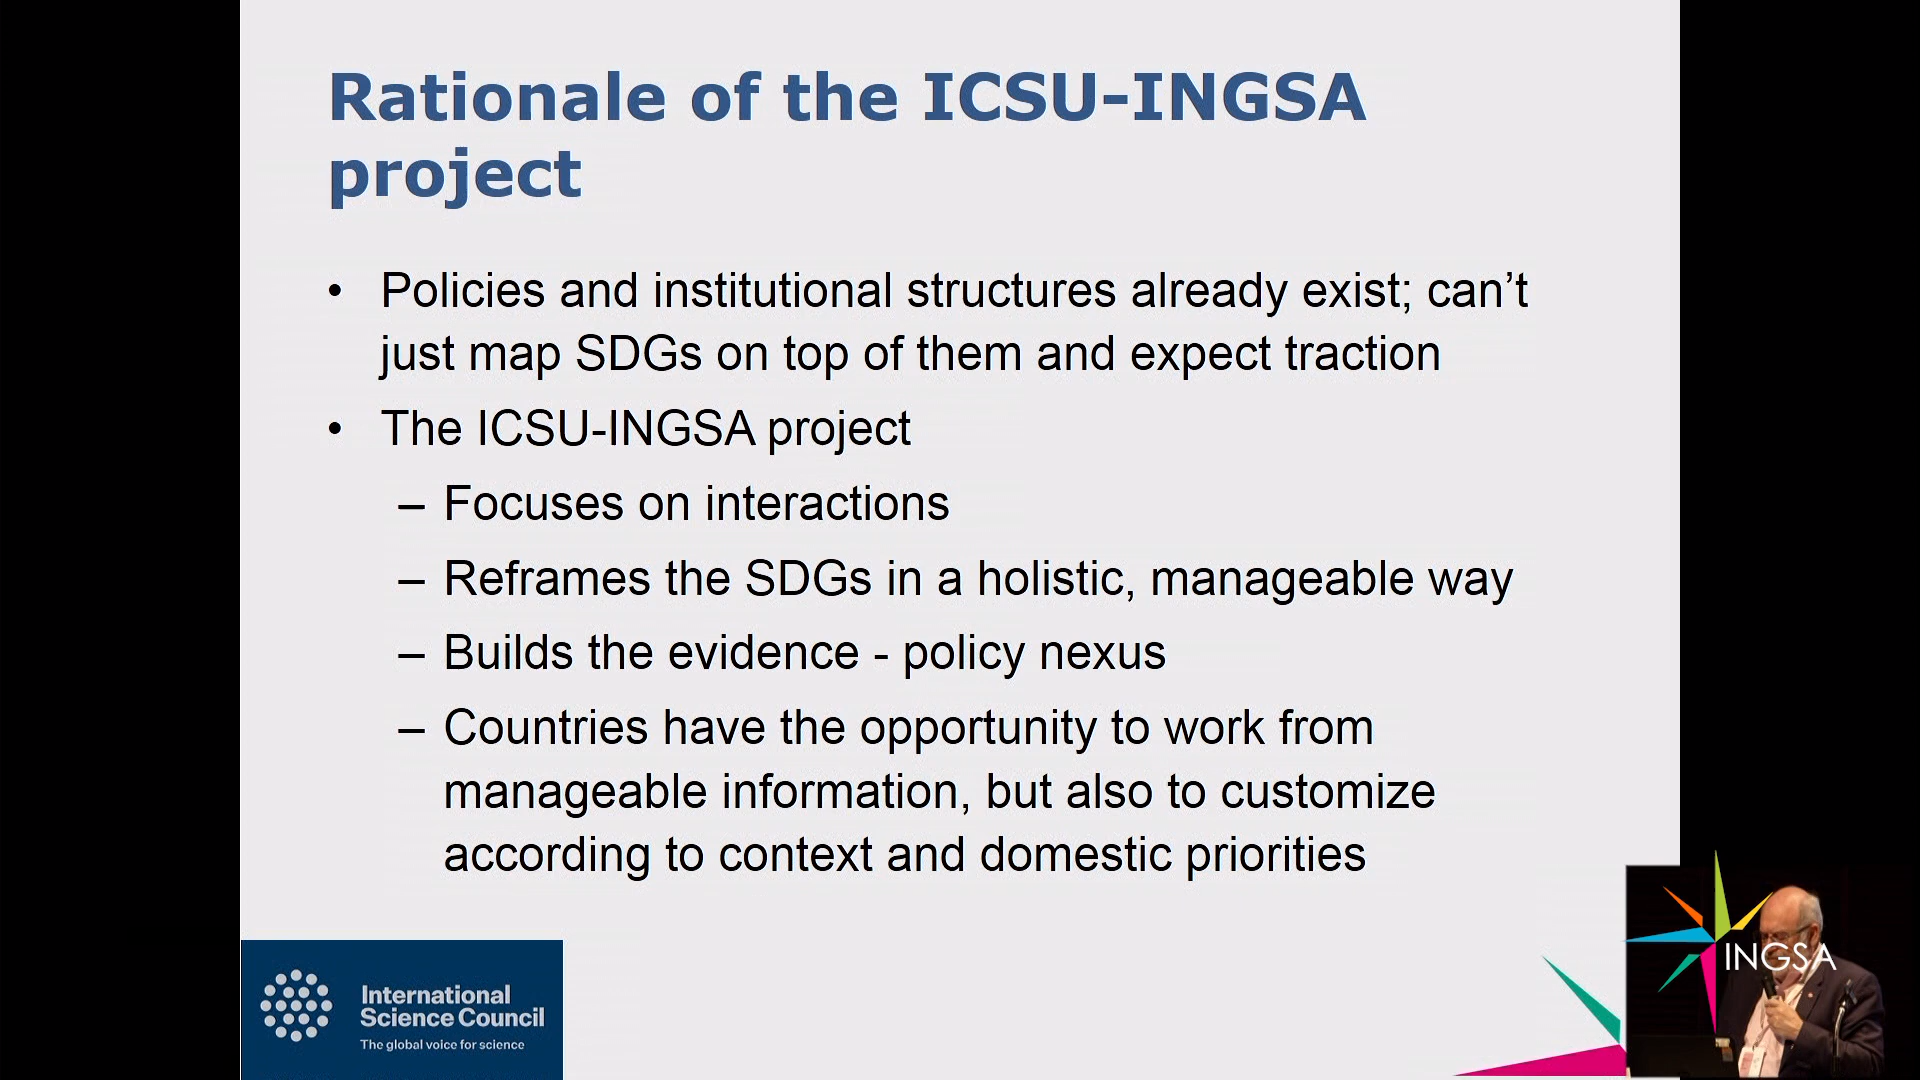 Rationale of the ICSU-INGSA
project
• Policies and institutional structures already exist; can’t
just map SDGs on top of them and expect traction
• The ICSU-INGSA project
– Focuses on interactions
– Reframes the SDGs in a holistic, manageable way
– Builds the evidence - policy nexus
– Countries have the opportunity to work from
manageable information, but also to customize
according to context and domestic priorities
International
Science Council
The global voice for science
INGSA